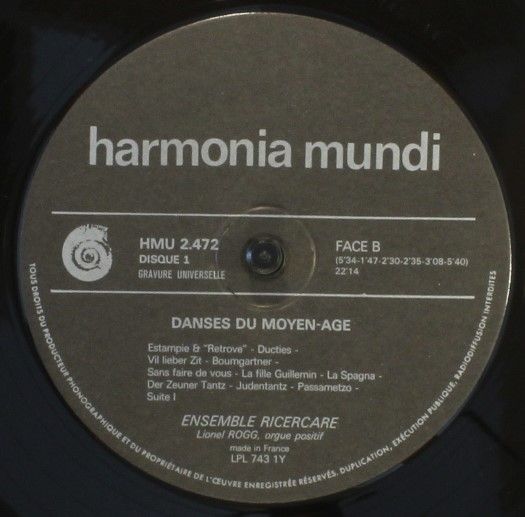 harmonia mundi
HMU 2.472
DISQUE 1
GRAVURE UNIVERSELLE
FACE B
(5'34-1'47-2'30-2'35-3'08-5'40)
22'14
DANSES DU MOYEN-AGE
Estampie & "Retrove" - Ducties -
Vil lieber Zit - Boumgartner -
Sans faire de vous - La fille Guillemin - La Spagna -
Der Zeuner Tantz - Judentantz - Passametzo -
Suite I
ENSEMBLE RICERCARE
Lionel ROGG, orgue positif
made in France
LPL 743 1Y
TOUS DROITS DU PRODUCTEUR PHONOGRAPHIQUE ET DU PROPRIÉTAIRE DE L'ŒUVRE ENREGISTRÉE RÉSERVÉS, DUPLICATION, EXÉCUTION PUBLIQUE, RADIODIFFUSION INTERDITES